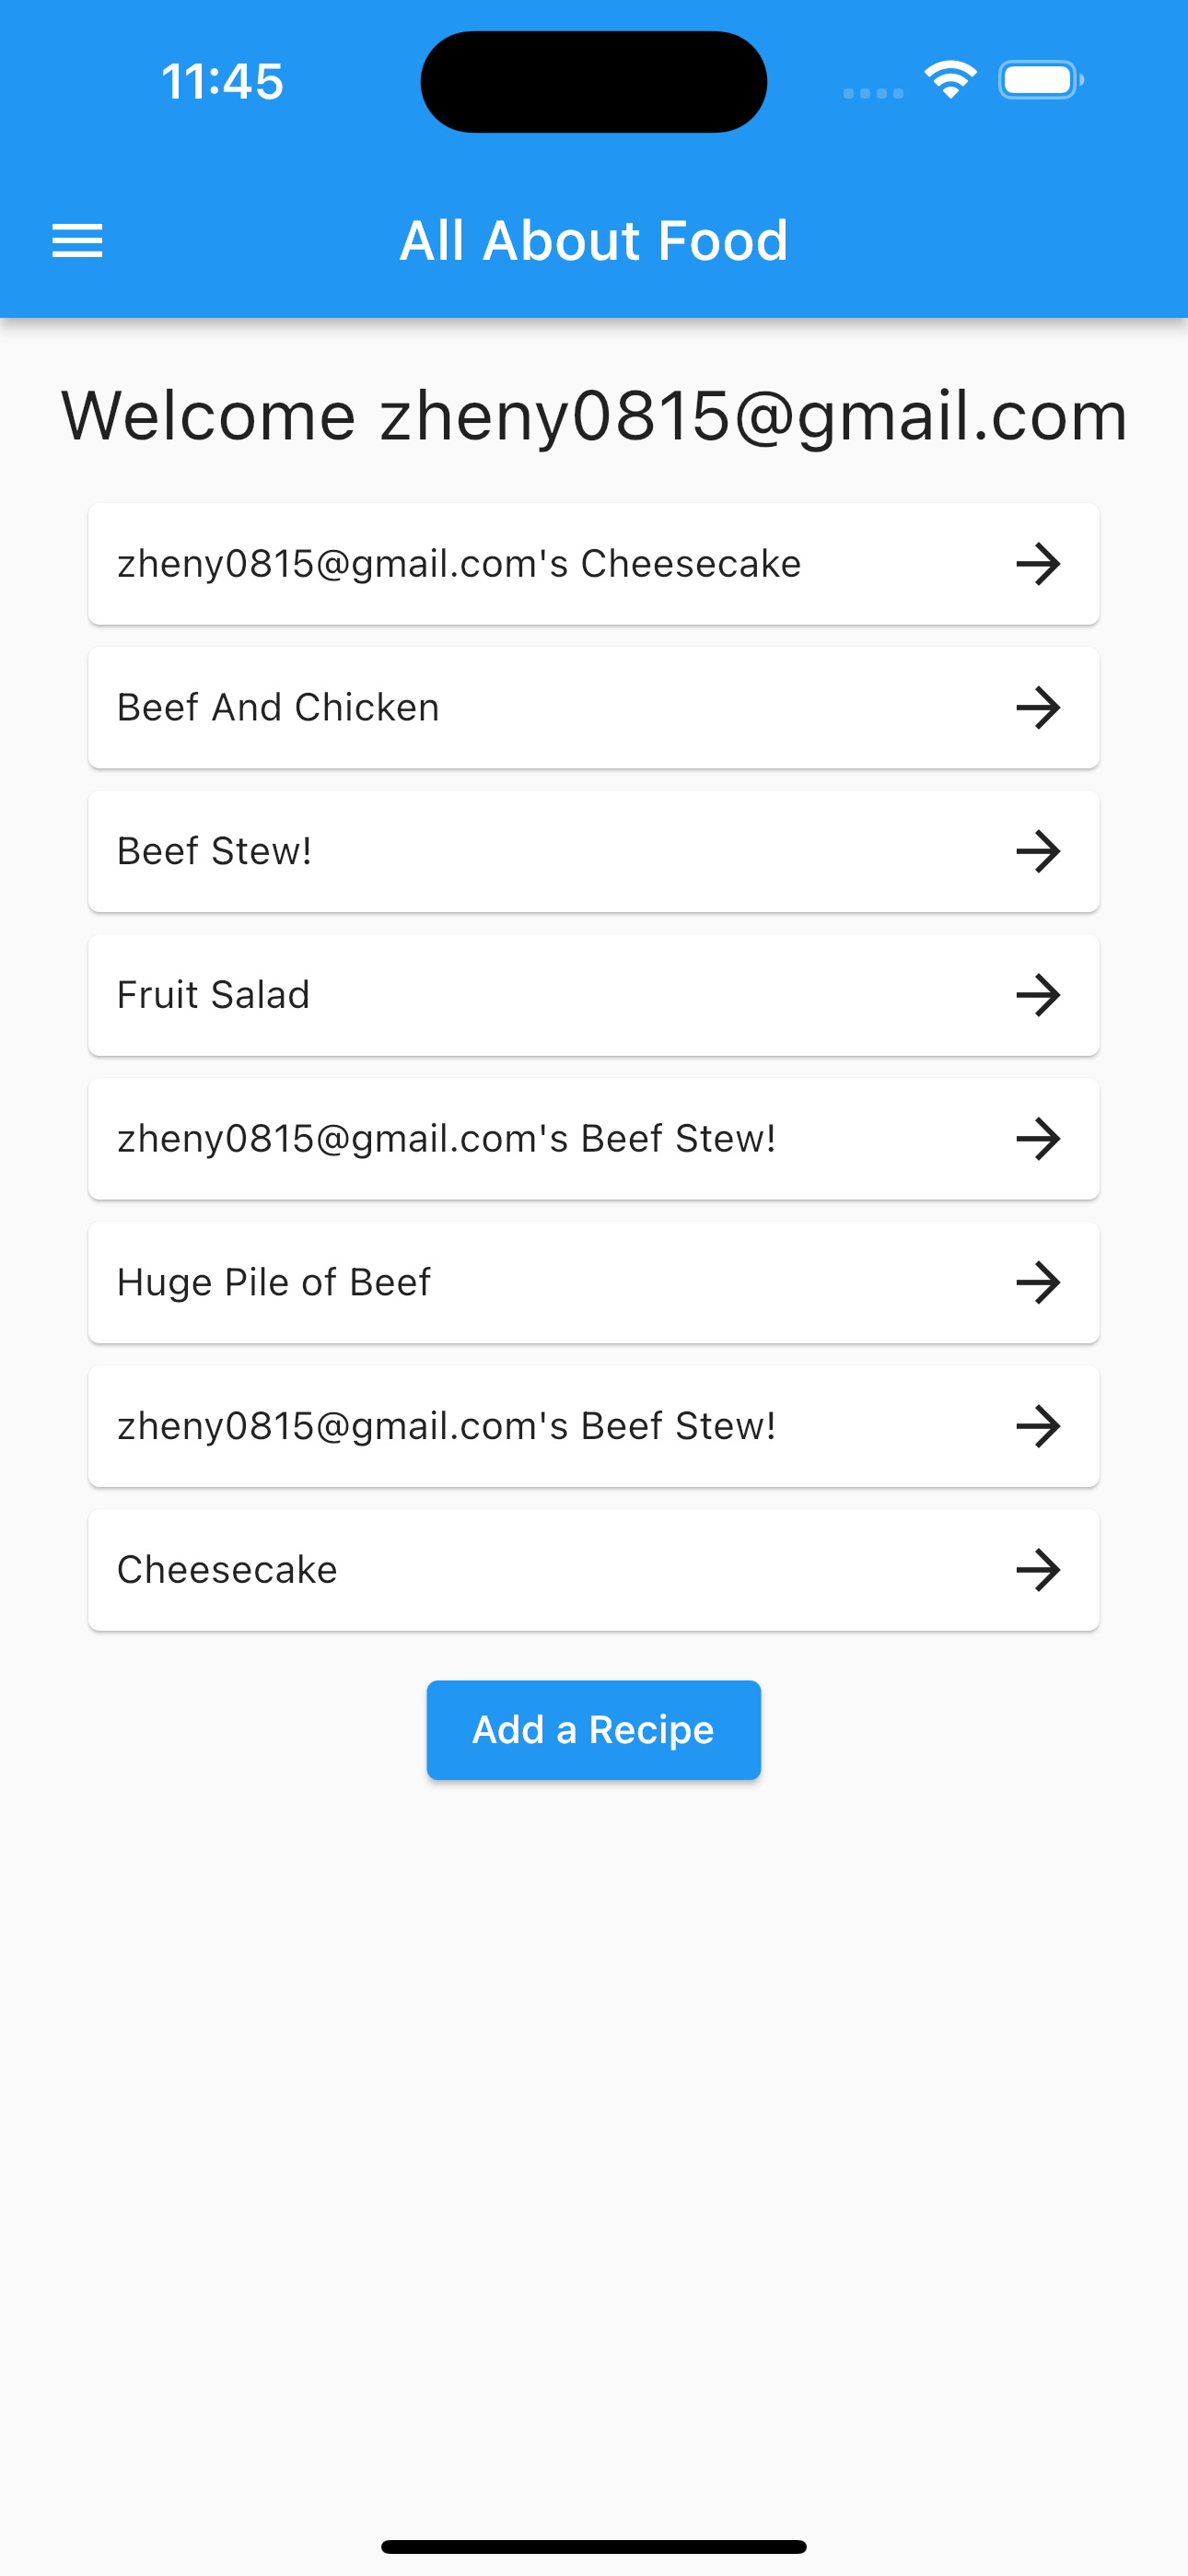 11:45
All About Food
Welcome zheny0815@gmail.com
zheny0815@gmail.com's Cheesecake
Beef And Chicken
Beef Stew!
Fruit Salad
zheny0815@gmail.com's Beef Stew!
Huge Pile of Beef
zheny0815@gmail.com's Beef Stew!
Cheesecake
Add a Recipe